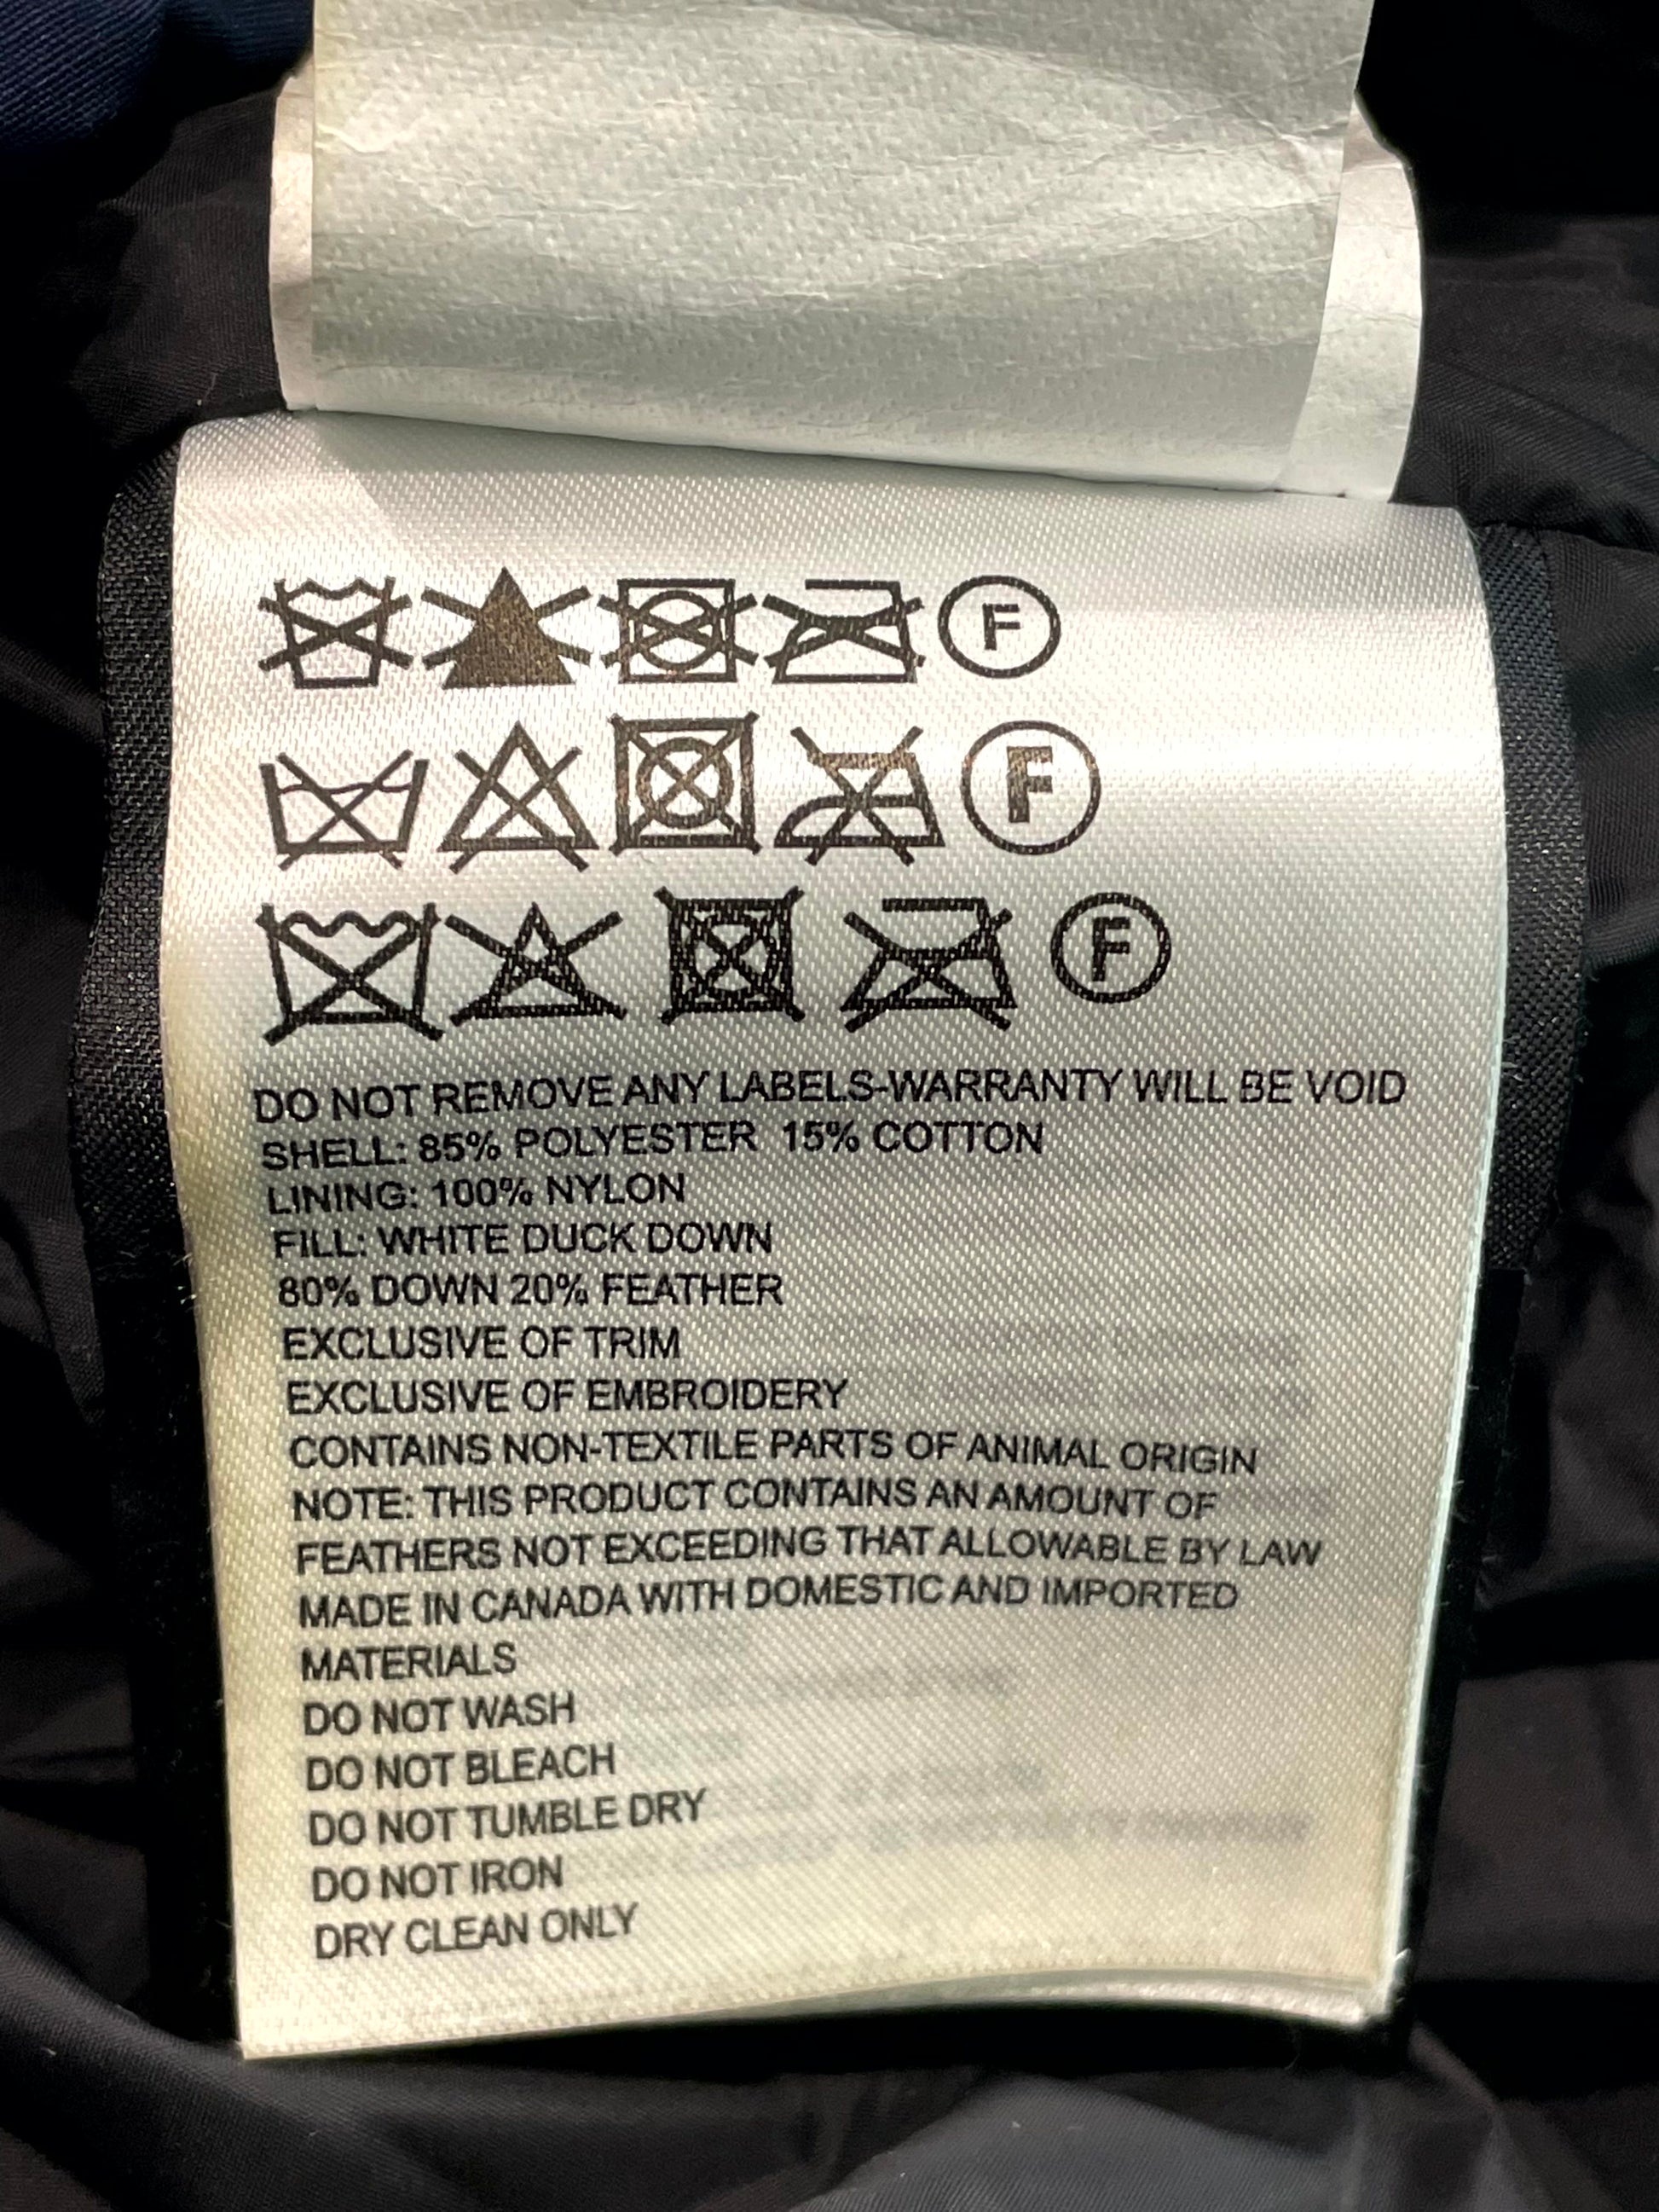 F
F
F
DO NOT REMOVE ANY LABELS-WARRANTY WILL BE VOID
SHELL: 85% POLYESTER 15% COTTON
LINING: 100% NYLON
FILL: WHITE DUCK DOWN
80% DOWN 20% FEATHER
EXCLUSIVE OF TRIM
EXCLUSIVE OF EMBROIDERY
CONTAINS NON-TEXTILE PARTS OF ANIMAL ORIGIN
NOTE: THIS PRODUCT CONTAINS AN AMOUNT OF
FEATHERS NOT EXCEEDING THAT ALLOWABLE BY LAW
MADE IN CANADA WITH DOMESTIC AND IMPORTED
MATERIALS
DO NOT WASH
DO NOT BLEACH
DO NOT TUMBLE DRY
DO NOT IRON
DRY CLEAN ONLY